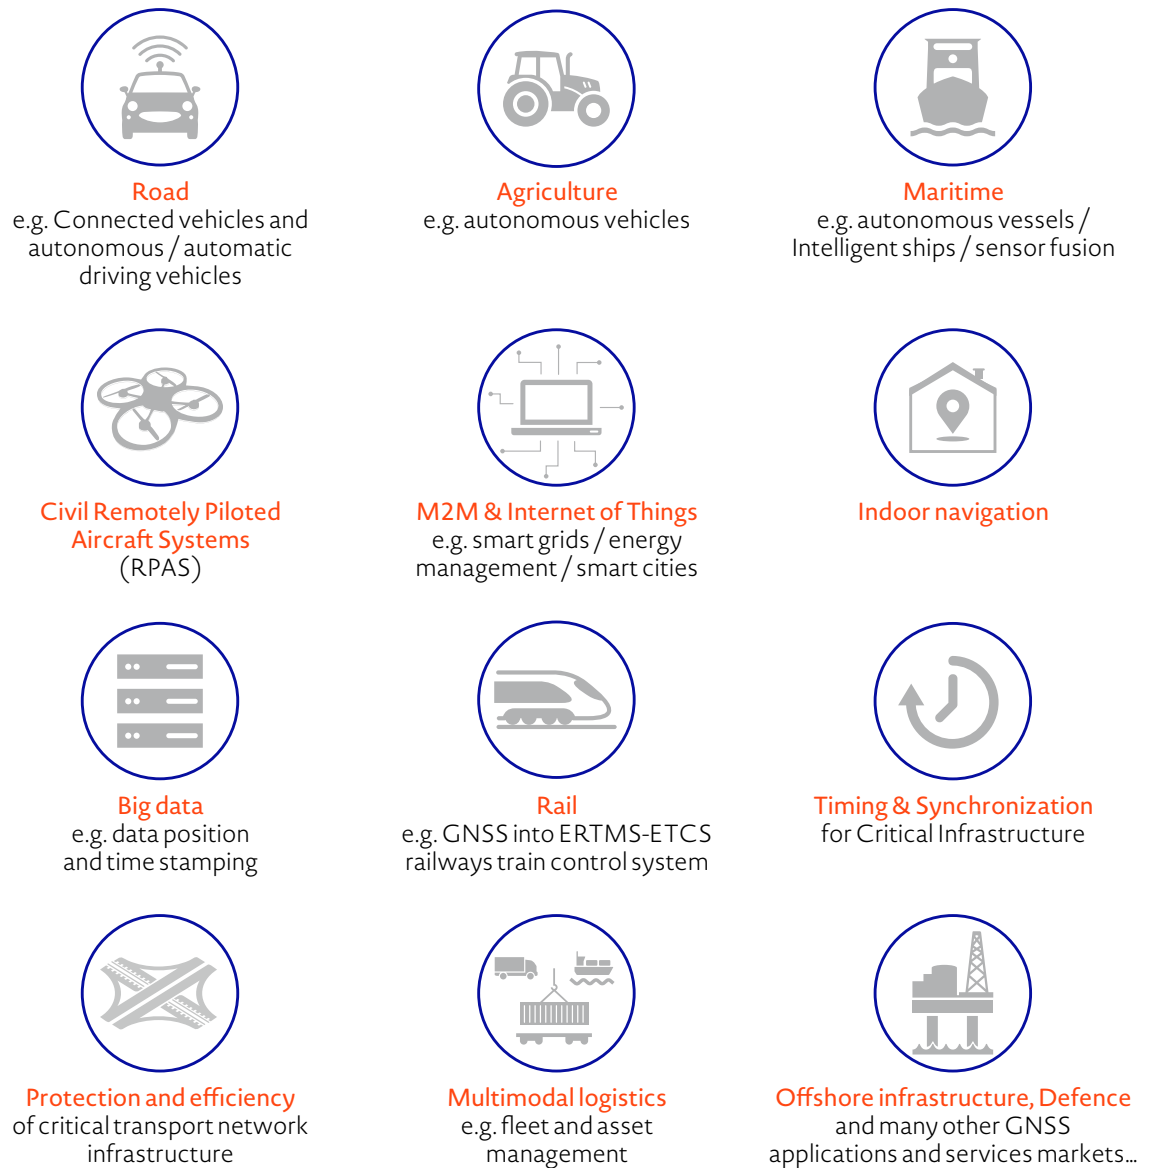 Road
e.g. Connected vehicles and
autonomous / automatic
driving vehicles
Agriculture
e.g. autonomous vehicles
Maritime
e.g. autonomous vessels /
Intelligent ships / sensor fusion
Civil Remotely Piloted
Aircraft Systems
(RPAS)
M2M & Internet of Things
e.g. smart grids / energy
management / smart cities
Indoor navigation
Big data
e.g. data position
and time stamping
Rail
e.g. GNSS into ERTMS-ETCS
railways train control system
Timing & Synchronization
for Critical Infrastructure
Protection and efficiency
of critical transport network
infrastructure
Multimodal logistics
e.g. fleet and asset
management
Offshore infrastructure, Defence
and many other GNSS
applications and services markets...